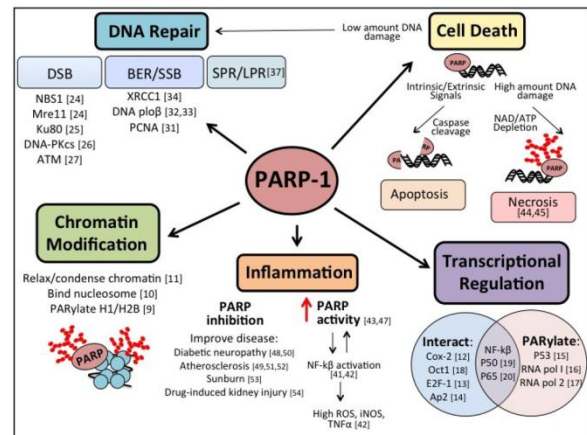 DNA Repair
Low amount DNA
damage
Cell Death
DSB
BER/SSB
SPR/LPR[37]
NBS1 [24]
Mre11 [24]
Ku80 [25]
DNA-PKcs [26]
ATM [27]
XRCC1 [34]
DNA ploβ [32,33]
PCNA [31]
PARP
Intrinsic/Extrinsic
Signals
High amount DNA
damage
Caspase
cleavage
NAD/ATP
Depletion
PA
Rp
PARP
Apoptosis
Necrosis
[44,45]
PARP-1
Chromatin
Modification
Relax/condense chromatin [11]
Bind nucleosome [10]
PARylate H1/H2B [9]
PARP
Inflammation
PARP
inhibition
Improve disease:
Diabetic neuropathy [48,50]
Atherosclerosis [49,51,52]
Sunburn [53]
Drug-induced kidney injury [54]
PARP
activity [43,47]
NF-kβ activation
[41,42]
High ROS, iNOS,
TNFα [42]
Transcriptional
Regulation
Interact:
Cox-2 [12]
Oct1 [18]
E2F-1 [13]
Ap2 [14]
NF-kβ
P50 [19]
P65 [20]
PARylate:
P53 [15]
RNA pol I [16]
RNA pol 2 [17]